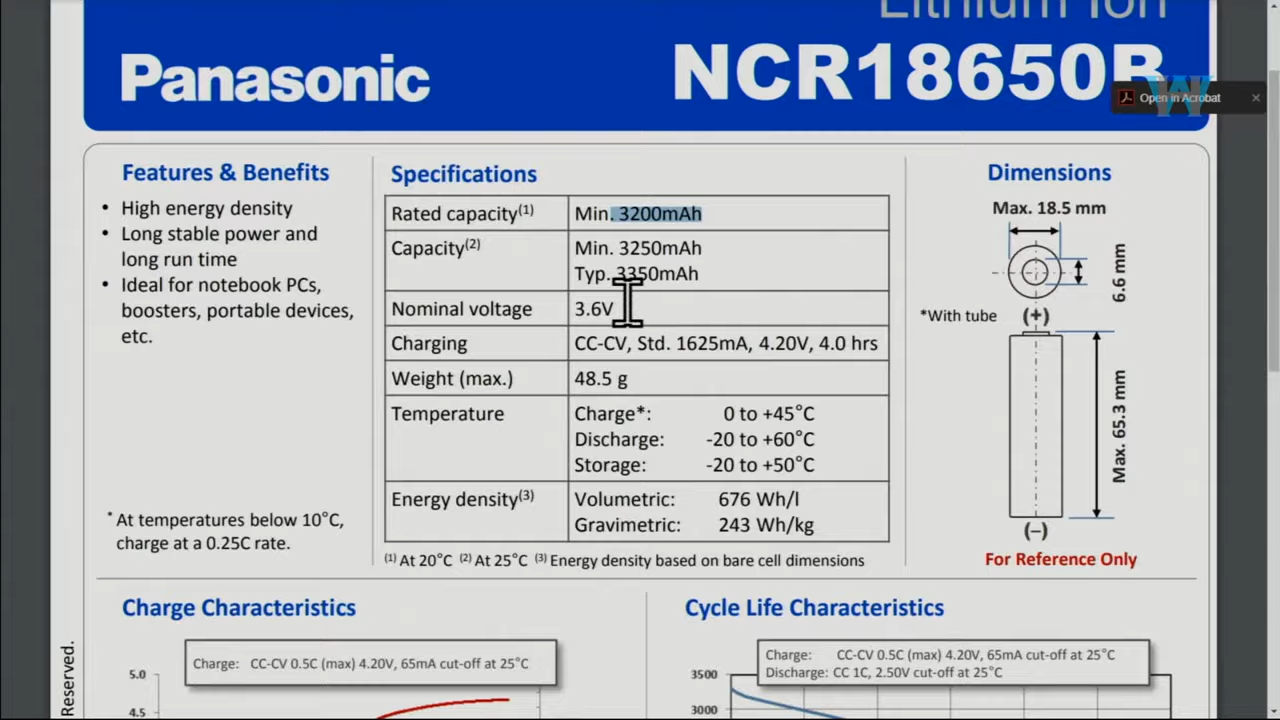 Lithium Ion
Panasonic
NCR18650B
Open in Acrobat
W
Features & Benefits
• High energy density
• Long stable power and
long run time
• Ideal for notebook PCs,
boosters, portable devices,
etc.
* At temperatures below 10°C,
charge at a 0.25C rate.
Specifications
Rated capacity(1) Min. 3200mAh
Capacity(2) Min. 3250mAh
Typ. 3350mAh
Nominal voltage 3.6V
Charging CC-CV, Std. 1625mA, 4.20V, 4.0 hrs
Weight (max.) 48.5 g
Temperature Charge*: 0 to +45°C
Discharge: -20 to +60°C
Storage: -20 to +50°C
Energy density(3) Volumetric: 676 Wh/l
Gravimetric: 243 Wh/kg
(1) At 20°C (2) At 25°C (3) Energy density based on bare cell dimensions
Dimensions
Max. 18.5 mm
6.6 mm
*With tube
(+)
Max. 65.3 mm
(–)
For Reference Only
Reserved.
Charge Characteristics
Charge: CC-CV 0.5C (max) 4.20V, 65mA cut-off at 25°C
5.0
4.5
Cycle Life Characteristics
Charge: CC-CV 0.5C (max) 4.20V, 65mA cut-off at 25°C
Discharge: CC 1C, 2.50V cut-off at 25°C
3500
3000